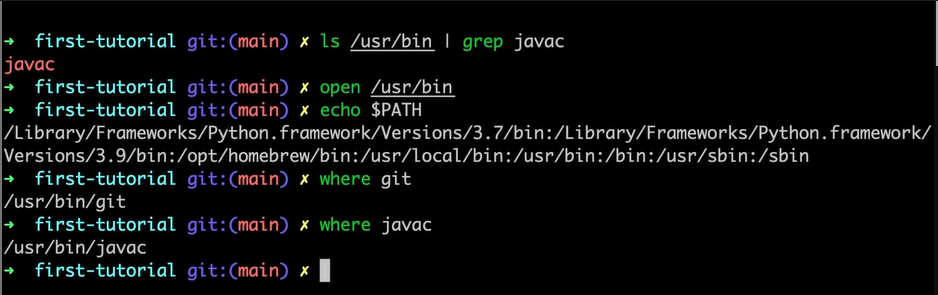 ➜  first-tutorial git:(main) ✗ ls /usr/bin | grep javac
javac
➜  first-tutorial git:(main) ✗ open /usr/bin
➜  first-tutorial git:(main) ✗ echo $PATH
/Library/Frameworks/Python.framework/Versions/3.7/bin:/Library/Frameworks/Python.framework/
Versions/3.9/bin:/opt/homebrew/bin:/usr/local/bin:/usr/bin:/bin:/usr/sbin:/sbin
➜  first-tutorial git:(main) ✗ where git
/usr/bin/git
➜  first-tutorial git:(main) ✗ where javac
/usr/bin/javac
➜  first-tutorial git:(main) ✗